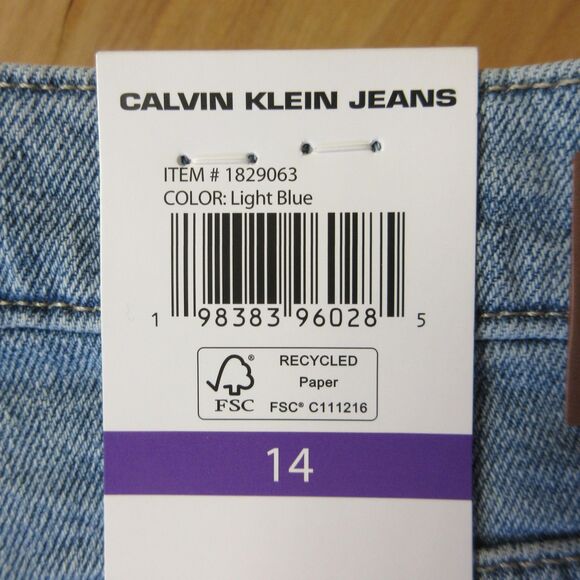 CALVIN KLEIN JEANS
ITEM # 1829063
COLOR: Light Blue
1 98383 96028 5
RECYCLED
Paper
FSC® C111216
FSC
14